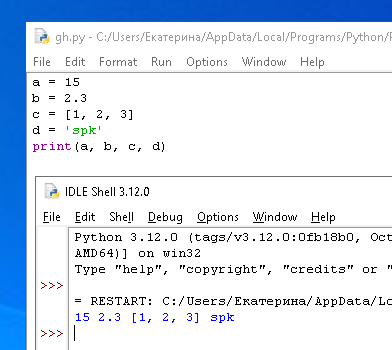 gh.py - C:/Users/Екатерина/AppData/Local/Programs/Python/
File Edit Format Run Options Window Help
a = 15
b = 2.3
c = [1, 2, 3]
d = 'spk'
print(a, b, c, d)
IDLE Shell 3.12.0
File Edit Shell Debug Options Window Help
Python 3.12.0 (tags/v3.12.0:0fb18b0, Oct
AMD64)] on win32
Type "help", "copyright", "credits" or "
>>>
= RESTART: C:/Users/Екатерина/AppData/Lo
15 2.3 [1, 2, 3] spk
>>>